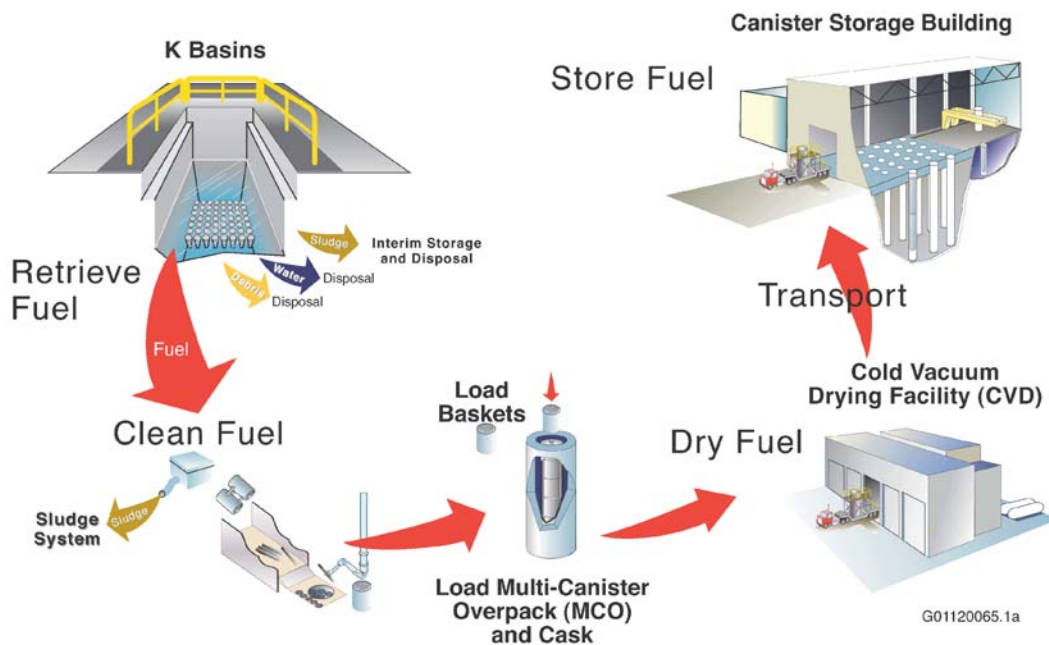 K Basins
Retrieve
Fuel
Sludge
Interim Storage
and Disposal
Water
Disposal
Debris
Disposal
Fuel
Clean Fuel
Sludge
Sludge
System
Load
Baskets
Load Multi-Canister
Overpack (MCO)
and Cask
Dry Fuel
Cold Vacuum
Drying Facility (CVD)
Transport
Store Fuel
Canister Storage Building
G01120065.1a